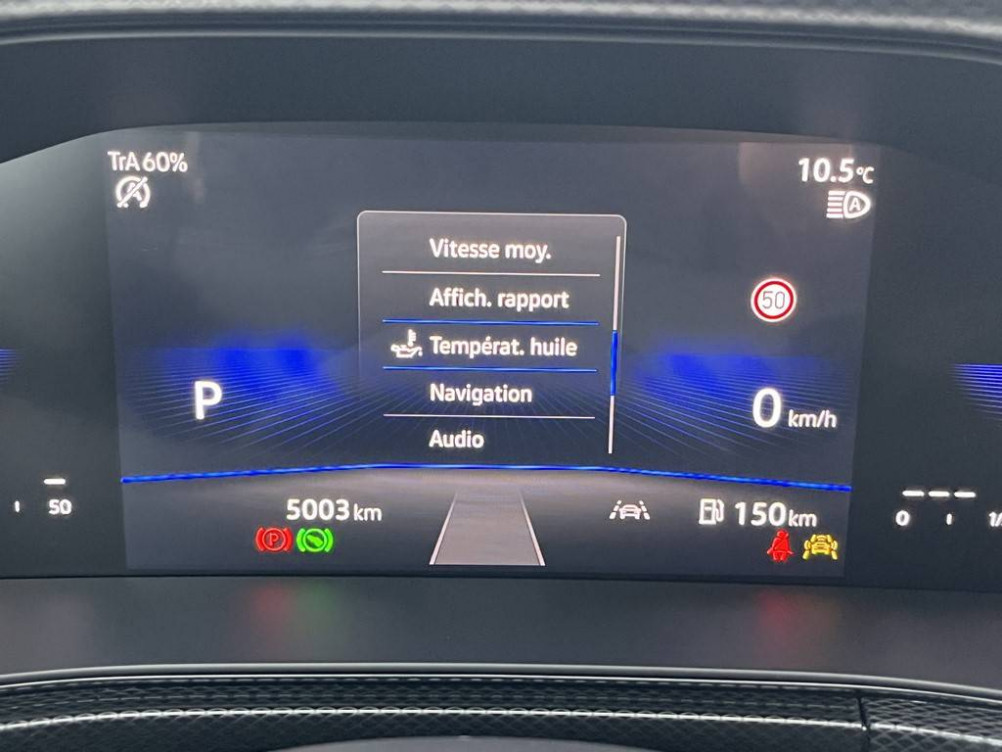 TrA 60%
10.5°C
A
Vitesse moy.
50
Affich. rapport
Températ. huile
Navigation
P
0 km/h
Audio
50
5003 km
150 km
0
P